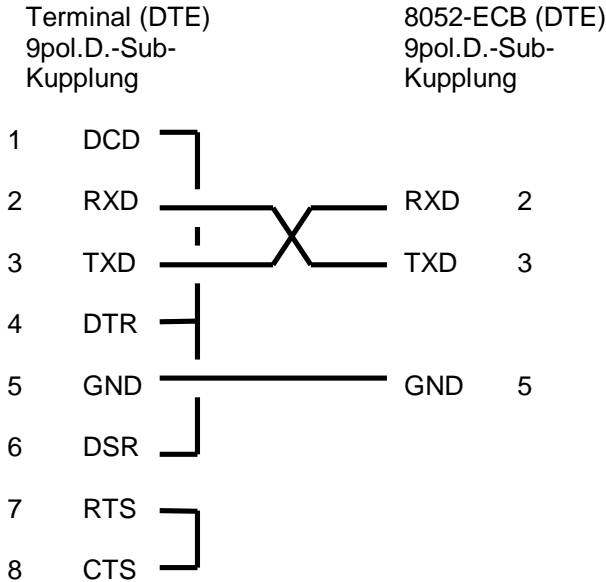 Terminal (DTE)
9pol.D.-Sub-
Kupplung
8052-ECB (DTE)
9pol.D.-Sub-
Kupplung
1 DCD
2 RXD RXD 2
3 TXD TXD 3
4 DTR
5 GND GND 5
6 DSR
7 RTS
8 CTS